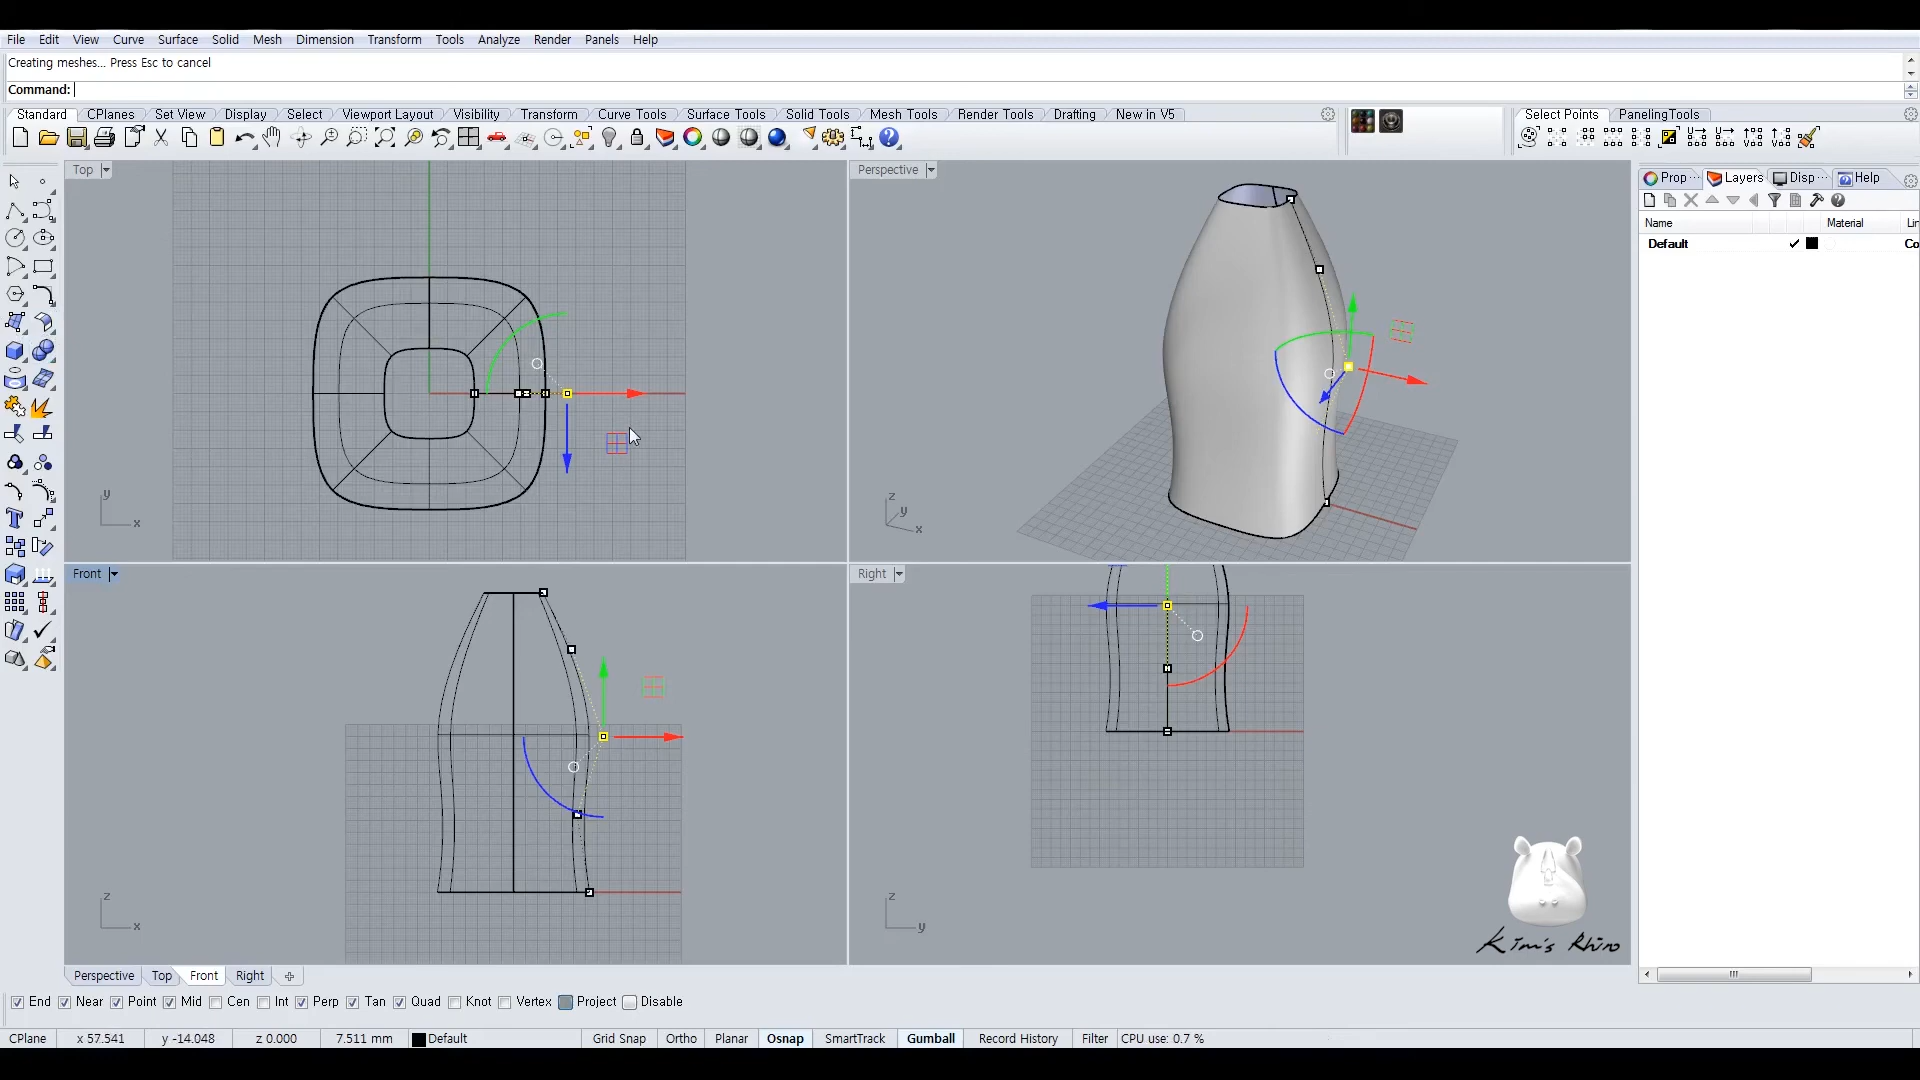 File Edit View Curve Surface Solid Mesh Dimension Transform Tools Analyze Render Panels Help
Creating meshes... Press Esc to cancel
Command:
Standard CPlanes Set View Display Select Viewport Layout Visibility Transform Curve Tools Surface Tools Solid Tools Mesh Tools Render Tools Drafting New in V5
Select Points PanelingTools
Top
Perspective
Prop ··· Layers Disp ··· Help
Name Material Lin
Default Co
y
x
z
y
x
Front
Right
z
x
z
y
Kim's Rhino
Perspective Top Front Right
End Near Point Mid Cen Int Perp Tan Quad Knot Vertex Project Disable
CPlane x 57.541 y -14.048 z 0.000 7.511 mm Default Grid Snap Ortho Planar Osnap SmartTrack Gumball Record History Filter CPU use: 0.7 %